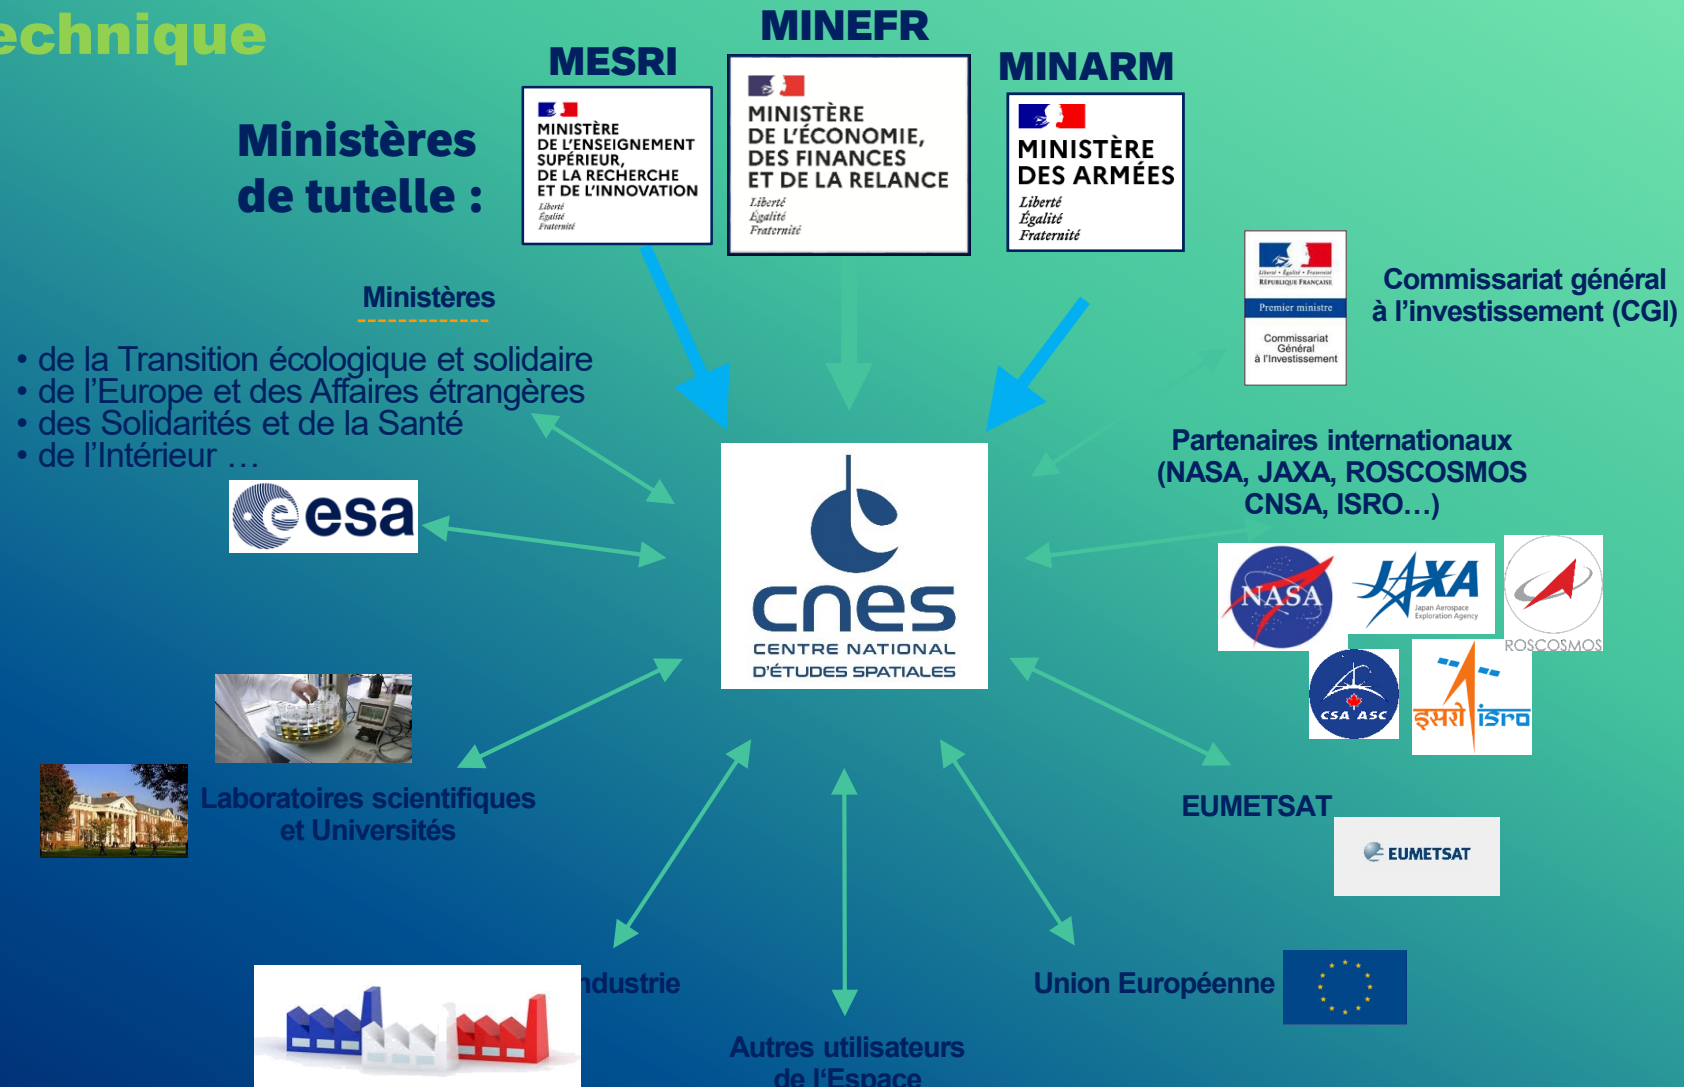 echnique
MINEFR
MESRI
MINARM
Ministères
de tutelle :
MINISTÈRE
DE L'ENSEIGNEMENT
SUPÉRIEUR,
DE LA RECHERCHE
ET DE L'INNOVATION
Liberté
Égalité
Fraternité
MINISTÈRE
DE L'ÉCONOMIE,
DES FINANCES
ET DE LA RELANCE
Liberté
Égalité
Fraternité
MINISTÈRE
DES ARMÉES
Liberté
Égalité
Fraternité
Liberté • Égalité • Fraternité
RÉPUBLIQUE FRANÇAISE
Premier ministre
Commissariat
Général
à l'Investissement
Commissariat général
à l'investissement (CGI)
Ministères
• de la Transition écologique et solidaire
• de l'Europe et des Affaires étrangères
• des Solidarités et de la Santé
• de l'Intérieur …
esa
cnes
CENTRE NATIONAL
D'ÉTUDES SPATIALES
Partenaires internationaux
(NASA, JAXA, ROSCOSMOS
CNSA, ISRO…)
NASA
JAXA
Japan Aerospace
Exploration Agency
ROSCOSMOS
CSA ASC
इसरो isro
Laboratoires scientifiques
et Universités
EUMETSAT
EUMETSAT
ndustrie
Union Européenne
Autres utilisateurs
de l'Espace